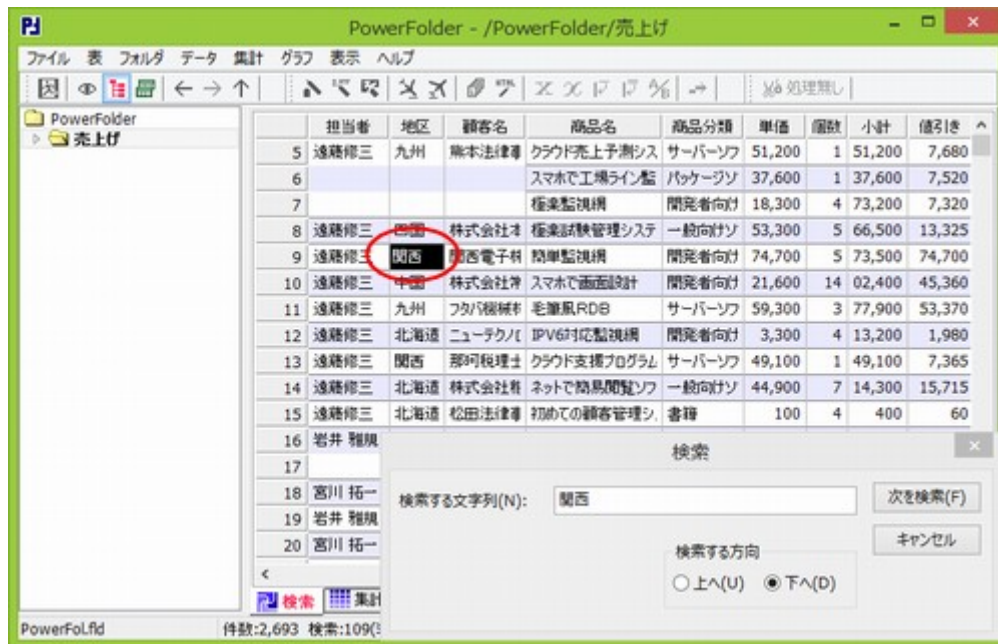 PowerFolder - /PowerFolder/売上げ
ファイル 表 フォルダ データ 集計 グラフ 表示 ヘルプ
処理無し
PowerFolder
売上げ
担当者 地区 顧客名 商品名 商品分類 単価 個数 小計 値引き
5 遠藤修三 九州 熊本法律事 クラウド売上予測シス サーバーソフ 51,200 1 51,200 7,680
6 スマホで工場ライン監 パッケージソ 37,600 1 37,600 7,520
7 極楽監視網 開発者向け 18,300 4 73,200 7,320
8 遠藤修三 四国 株式会社 極楽試験管理システ 一般向けソ 53,300 5 66,500 13,325
9 遠藤修三 関西 関西電子材 簡単監視網 開発者向け 74,700 5 73,500 74,700
10 遠藤修三 中国 株式会社 スマホで画面設計 開発者向け 21,600 14 02,400 45,360
11 遠藤修三 九州 フタバ機械 毛筆風RDB サーバーソフ 59,300 3 77,900 53,370
12 遠藤修三 北海道 ニューテクノ IPV6対応監視網 開発者向け 3,300 4 13,200 1,980
13 遠藤修三 関西 那珂税理士 クラウド支援プログラム サーバーソフ 49,100 1 49,100 7,365
14 遠藤修三 北海道 株式会社 ネットで簡易閲覧ソフ 一般向けソ 44,900 7 14,300 15,715
15 遠藤修三 北海道 松田法律事 初めての顧客管理シ 書籍 100 4 400 60
16 岩井 雅規
17
18 宮川 拓一
19 岩井 雅規
20 宮川 拓一
検索
検索する文字列(N): 関西 次を検索(F)
キャンセル
検索する方向
上へ(U) 下へ(D)
検索 集計
PowerFol.fld 件数:2,693 検索:109